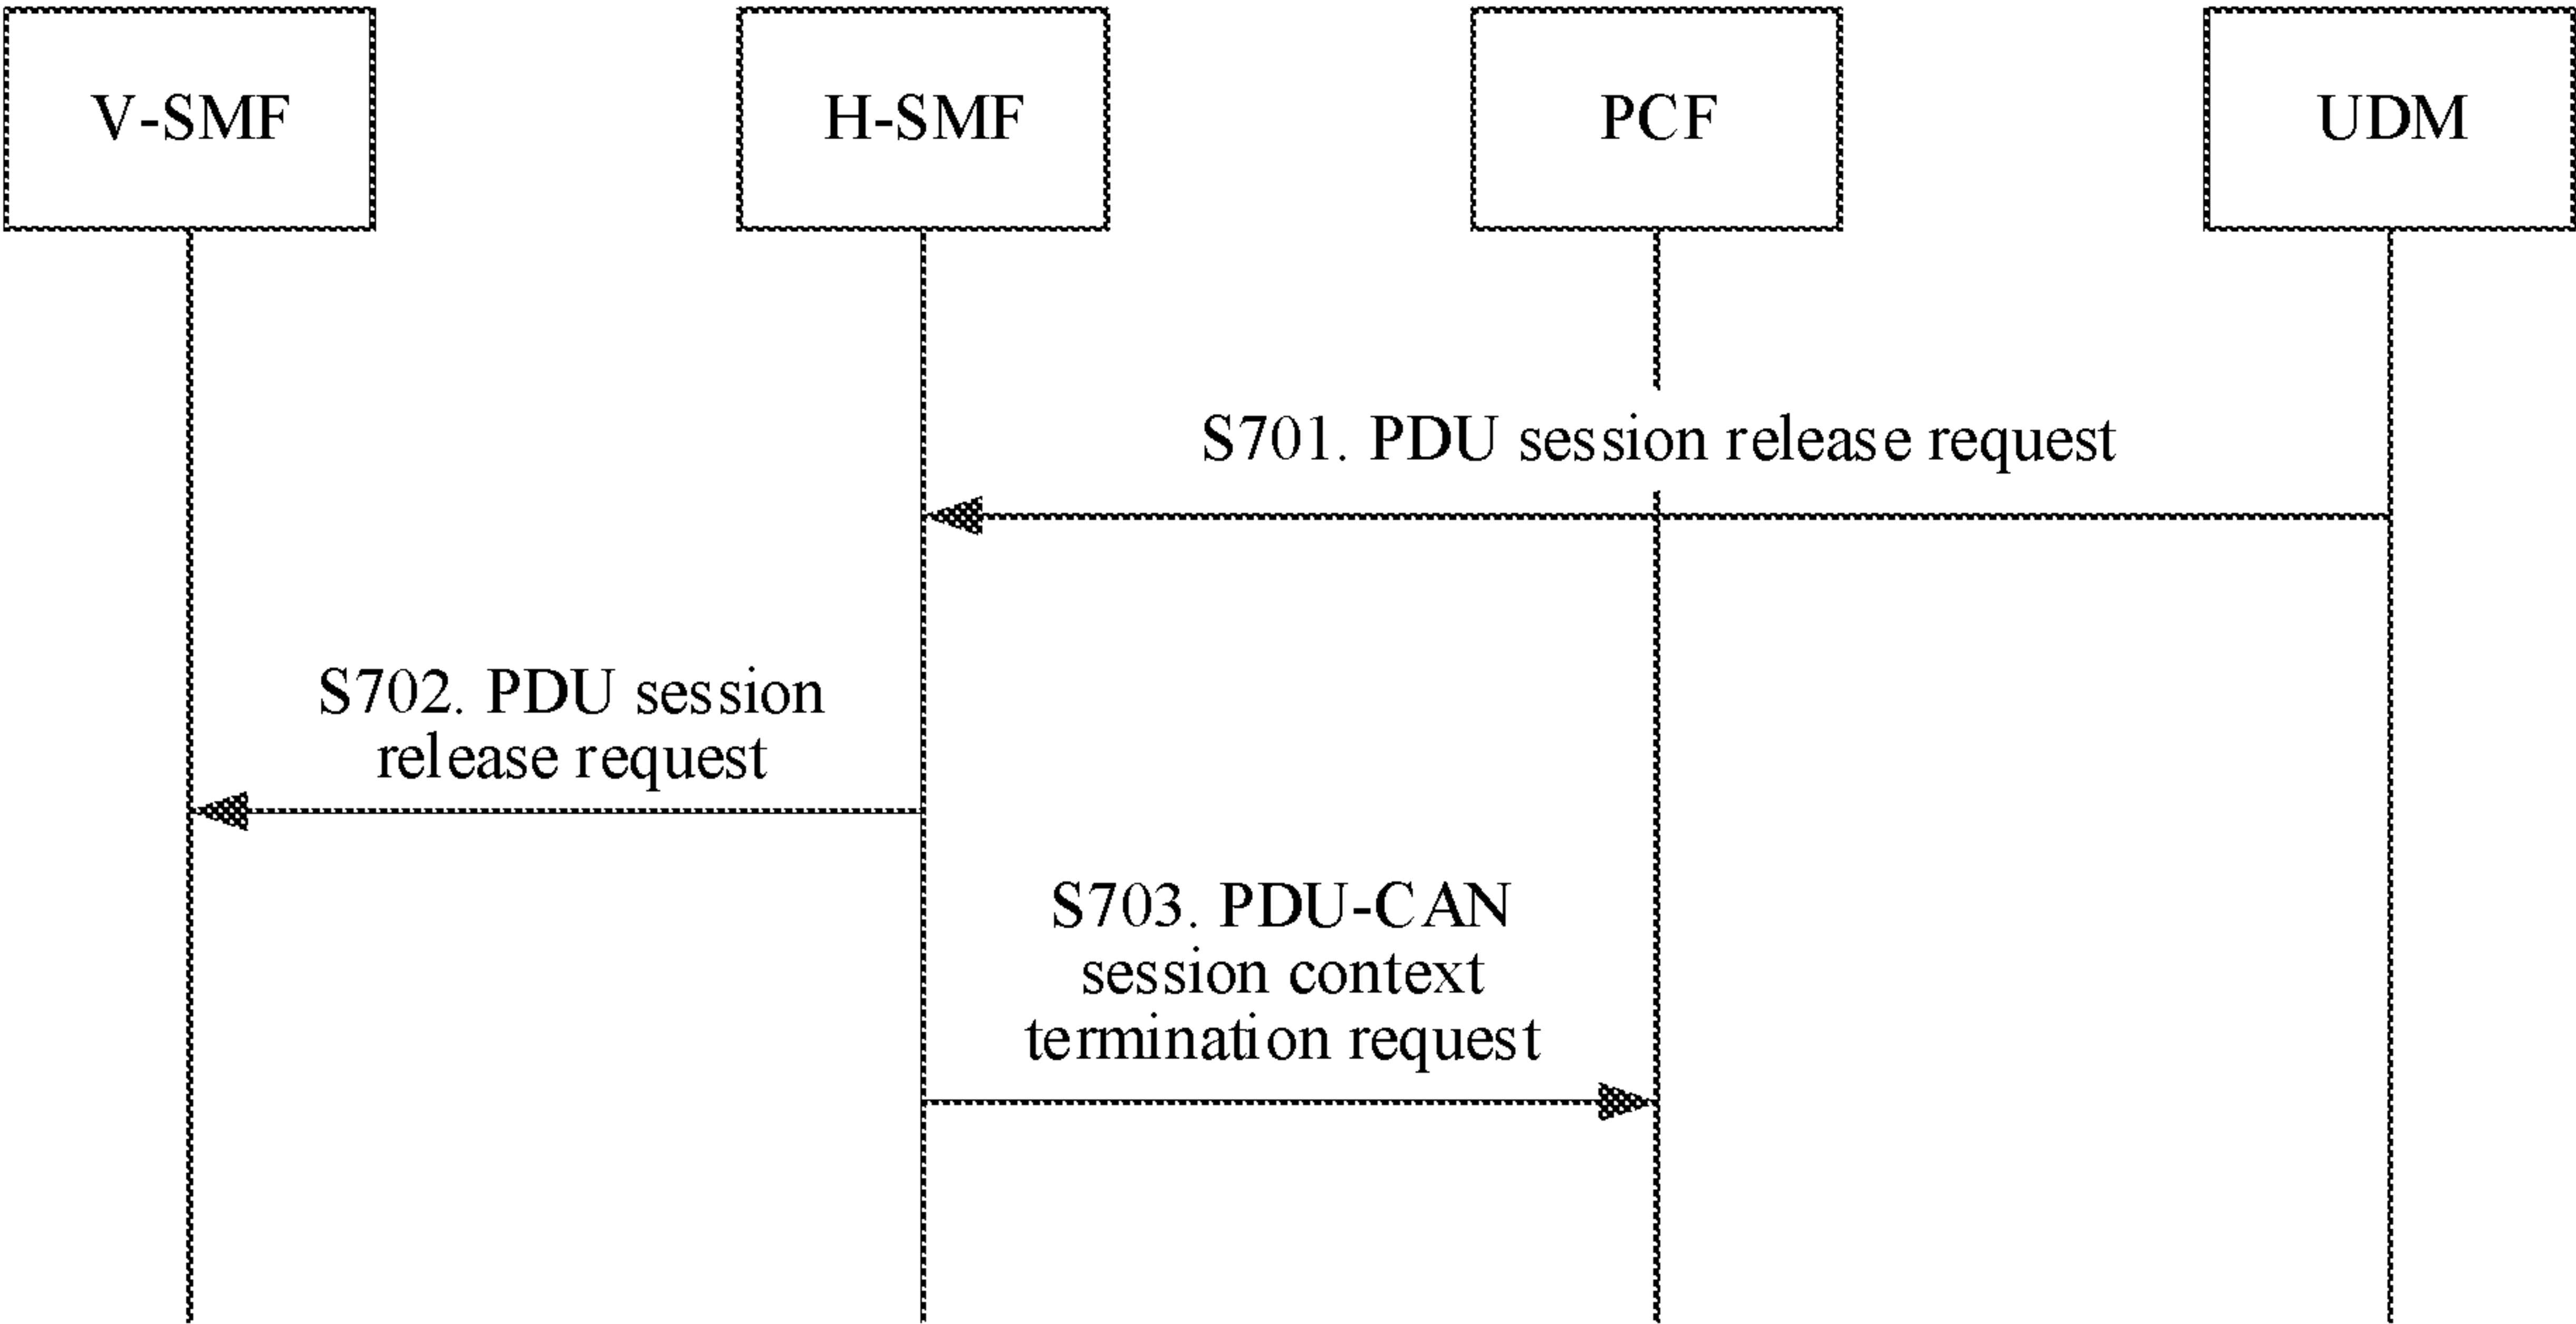 V-SMF
H-SMF
PCF
UDM
S701. PDU session release request
S702. PDU session
release request
S703. PDU-CAN
session context
termination request